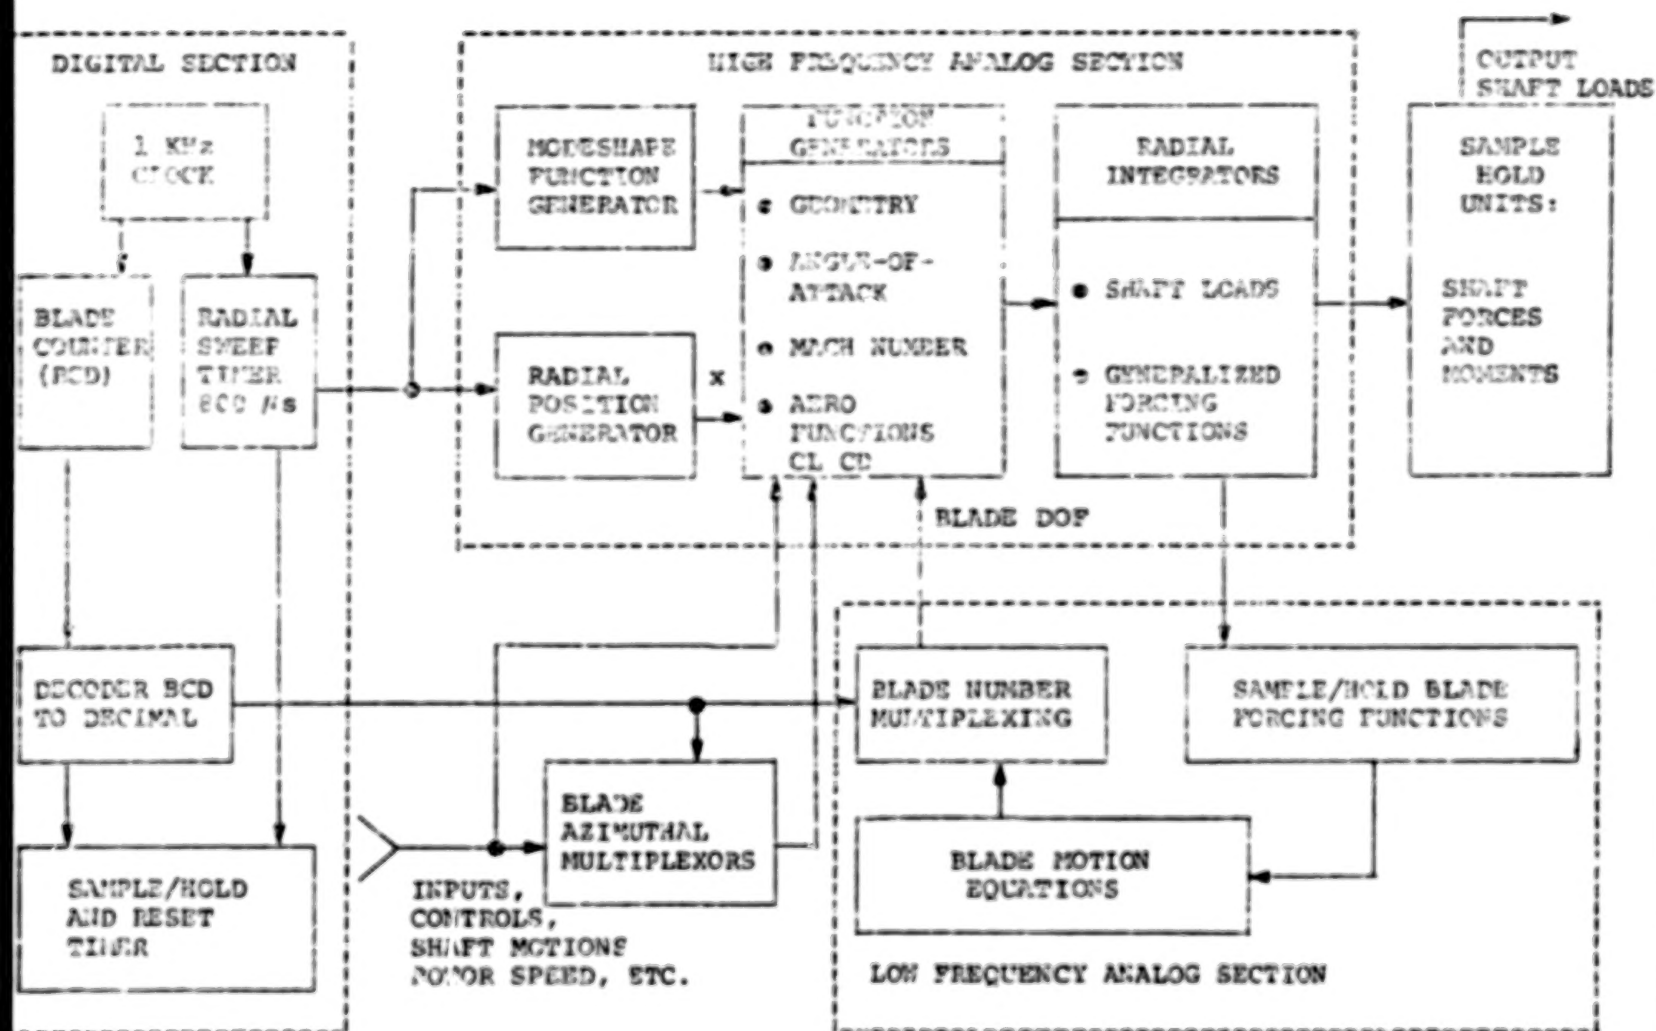 DIGITAL SECTION
1 KHz
CLOCK
BLADE
COUNTER
(BCD)
RADIAL
SWEEP
TIMER
800 μs
DECODER BCD
TO DECIMAL
SAMPLE/HOLD
AND RESET
TIMER
HIGH FREQUENCY ANALOG SECTION
MODESHAPE
FUNCTION
GENERATOR
RADIAL
POSITION
GENERATOR
x
FUNCTION
GENERATORS
● GEOMETRY
● ANGLE-OF-
ATTACK
● MACH NUMBER
● AERO
FUNCTIONS
CL CD
RADIAL
INTEGRATORS
● SHAFT LOADS
● GENERALIZED
FORCING
FUNCTIONS
BLADE DOF
OUTPUT
SHAFT LOADS
SAMPLE
HOLD
UNITS:
SHAFT
FORCES
AND
MOMENTS
INPUTS,
CONTROLS,
SHAFT MOTIONS
ROTOR SPEED, ETC.
BLADE
AZIMUTHAL
MULTIPLEXORS
BLADE NUMBER
MULTIPLEXING
SAMPLE/HOLD BLADE
FORCING FUNCTIONS
BLADE MOTION
EQUATIONS
LOW FREQUENCY ANALOG SECTION